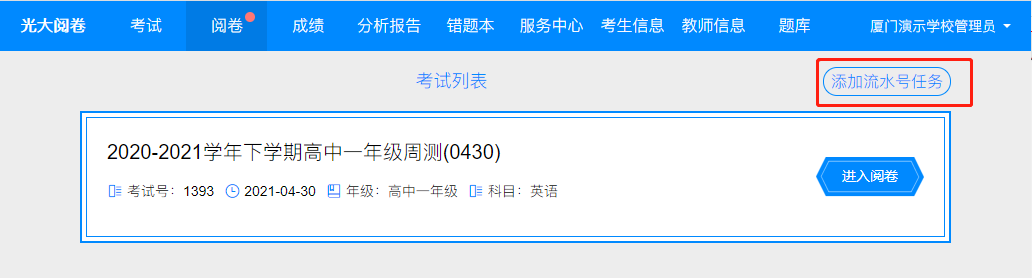 光大阅卷 考试 阅卷 成绩 分析报告 错题本 服务中心 考生信息 教师信息 题库 厦门演示学校管理员
考试列表 添加流水号任务
2020-2021学年下学期高中一年级周测(0430)
考试号：1393 2021-04-30 年级：高中一年级 科目：英语
进入阅卷